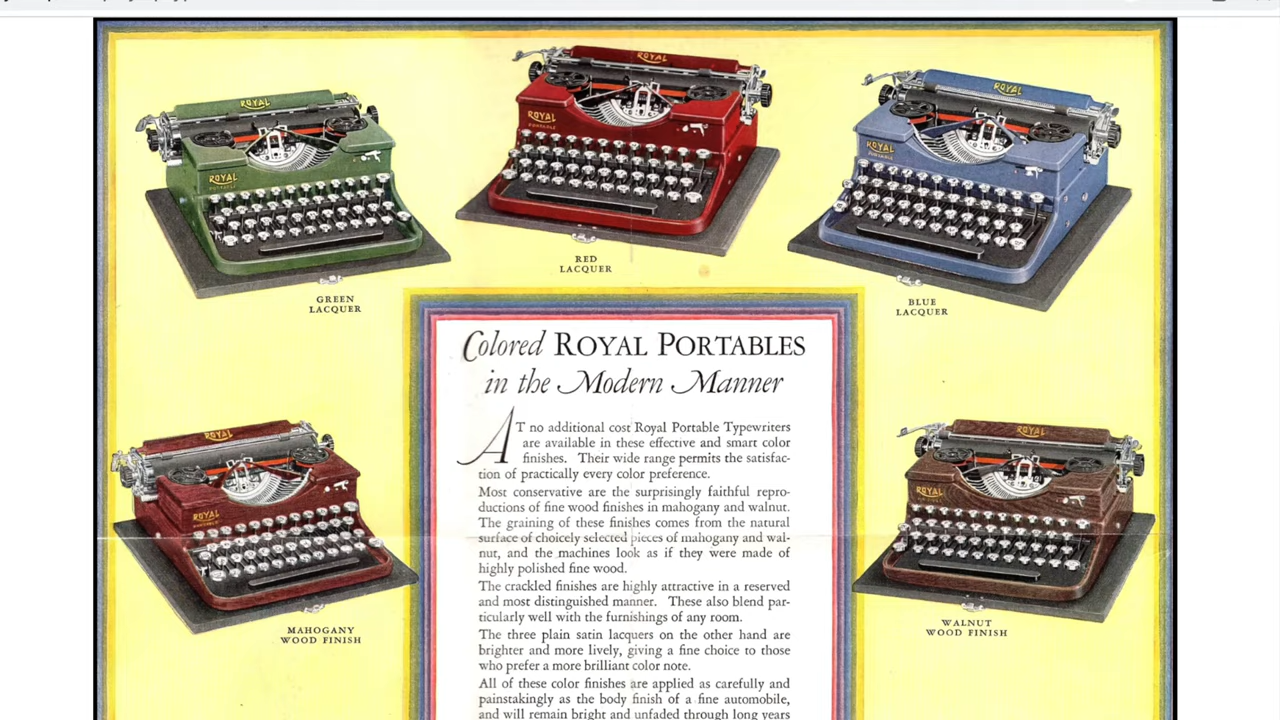 ROYAL
ROYAL
PORTABLE
ROYAL
ROYAL
PORTABLE
ROYAL
ROYAL
PORTABLE
GREEN
LACQUER
RED
LACQUER
BLUE
LACQUER
Colored ROYAL PORTABLES
in the Modern Manner
AT no additional cost Royal Portable Typewriters
are available in these effective and smart color
finishes. Their wide range permits the satisfac-
tion of practically every color preference.
Most conservative are the surprisingly faithful repro-
ductions of fine wood finishes in mahogany and walnut.
The graining of these finishes comes from the natural
surface of choicely selected pieces of mahogany and wal-
nut, and the machines look as if they were made of
highly polished fine wood.
The crackled finishes are highly attractive in a reserved
and most distinguished manner. These also blend par-
ticularly well with the furnishings of any room.
The three plain satin lacquers on the other hand are
brighter and more lively, giving a fine choice to those
who prefer a more brilliant color note.
All of these color finishes are applied as carefully and
painstakingly as the body finish of a fine automobile,
and will remain bright and unfaded through long years
ROYAL
ROYAL
PORTABLE
MAHOGANY
WOOD FINISH
ROYAL
ROYAL
WALNUT
WOOD FINISH